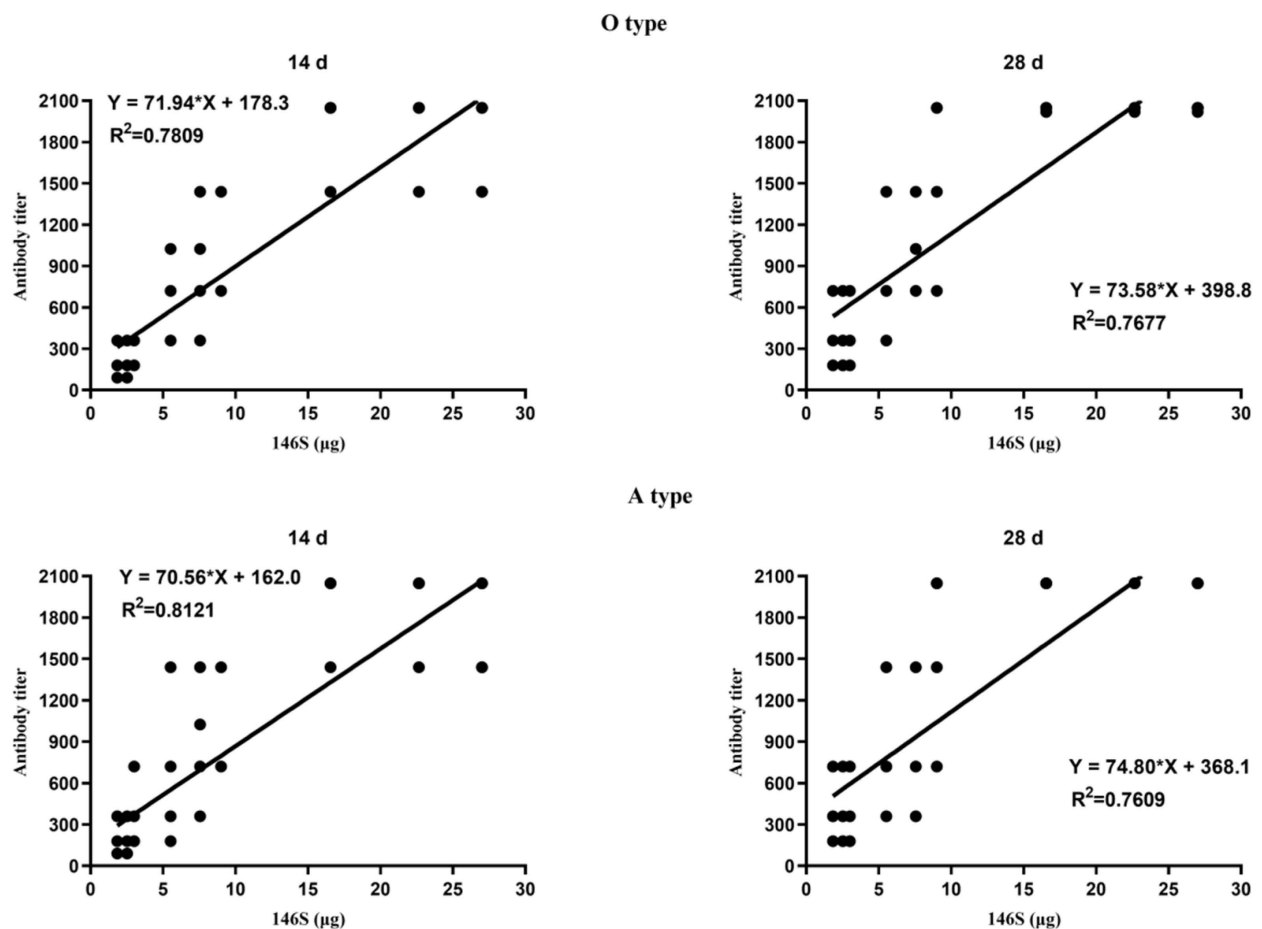 O type
14 d
Y = 71.94*X + 178.3
R²=0.7809
Antibody titer
2100
1800
1500
1200
900
600
300
0
0 5 10 15 20 25 30
146S (μg)
28 d
Y = 73.58*X + 398.8
R²=0.7677
Antibody titer
2100
1800
1500
1200
900
600
300
0
0 5 10 15 20 25 30
146S (μg)
A type
14 d
Y = 70.56*X + 162.0
R²=0.8121
Antibody titer
2100
1800
1500
1200
900
600
300
0
0 5 10 15 20 25 30
146S (μg)
28 d
Y = 74.80*X + 368.1
R²=0.7609
Antibody titer
2100
1800
1500
1200
900
600
300
0
0 5 10 15 20 25 30
146S (μg)